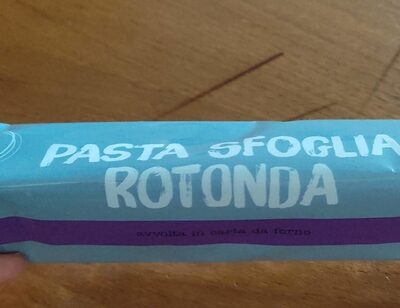 PASTA SFOGLIA
ROTONDA
avvolta in carta da forno